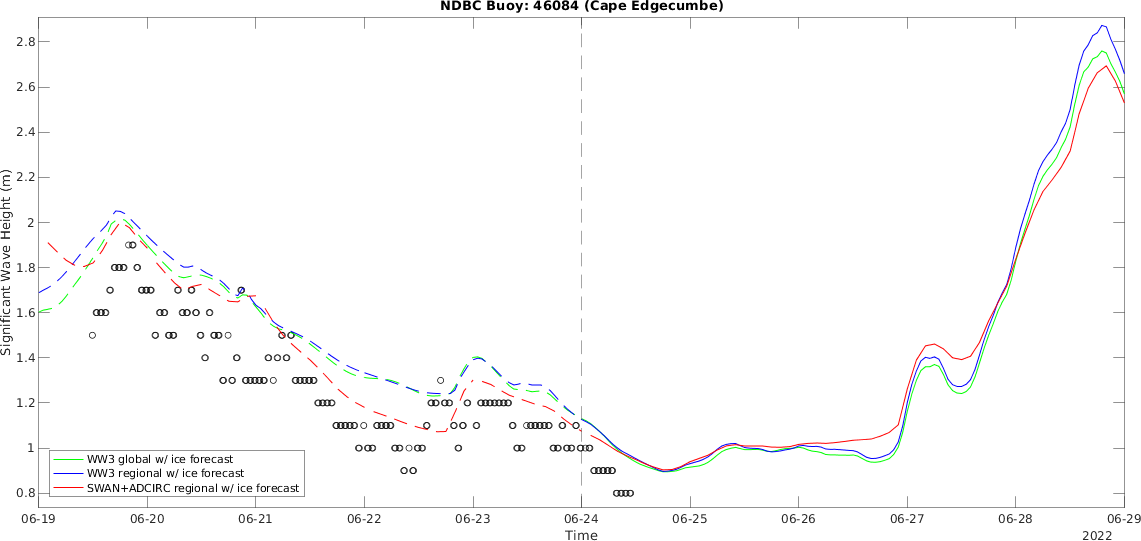 NDBC Buoy: 46084 (Cape Edgecumbe)
Significant Wave Height (m)
2.8
2.6
2.4
2.2
2
1.8
1.6
1.4
1.2
1
0.8
WW3 global w/ ice forecast
WW3 regional w/ ice forecast
SWAN+ADCIRC regional w/ ice forecast
06-19 06-20 06-21 06-22 06-23 06-24 06-25 06-26 06-27 06-28 06-29
Time
2022